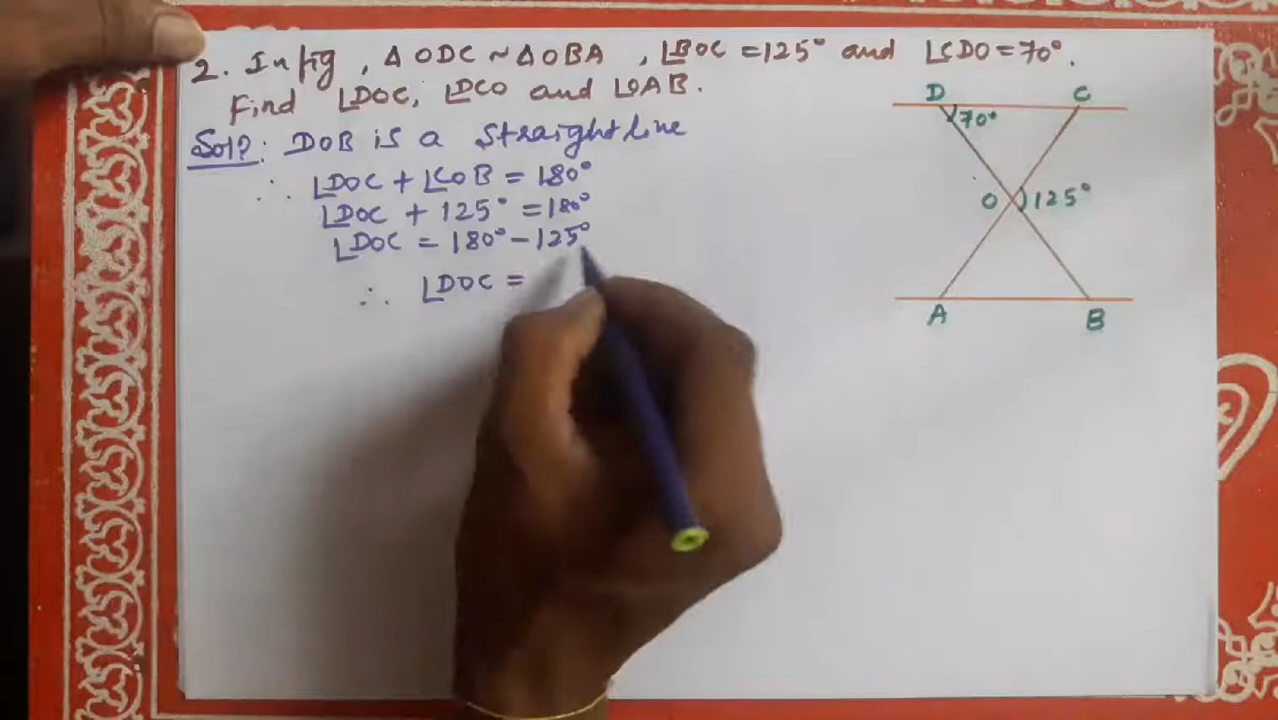 2. In fig, △ODC ~ △OBA, ∠BOC = 125° and ∠CDO = 70°.
Find ∠DOC, ∠DCO and ∠OAB.
Solⁿ: DOB is a straight line
∴ ∠DOC + ∠COB = 180°
∠DOC + 125° = 180°
∠DOC = 180° - 125°
∴ ∠DOC =
D C
70°
O 125°
A B